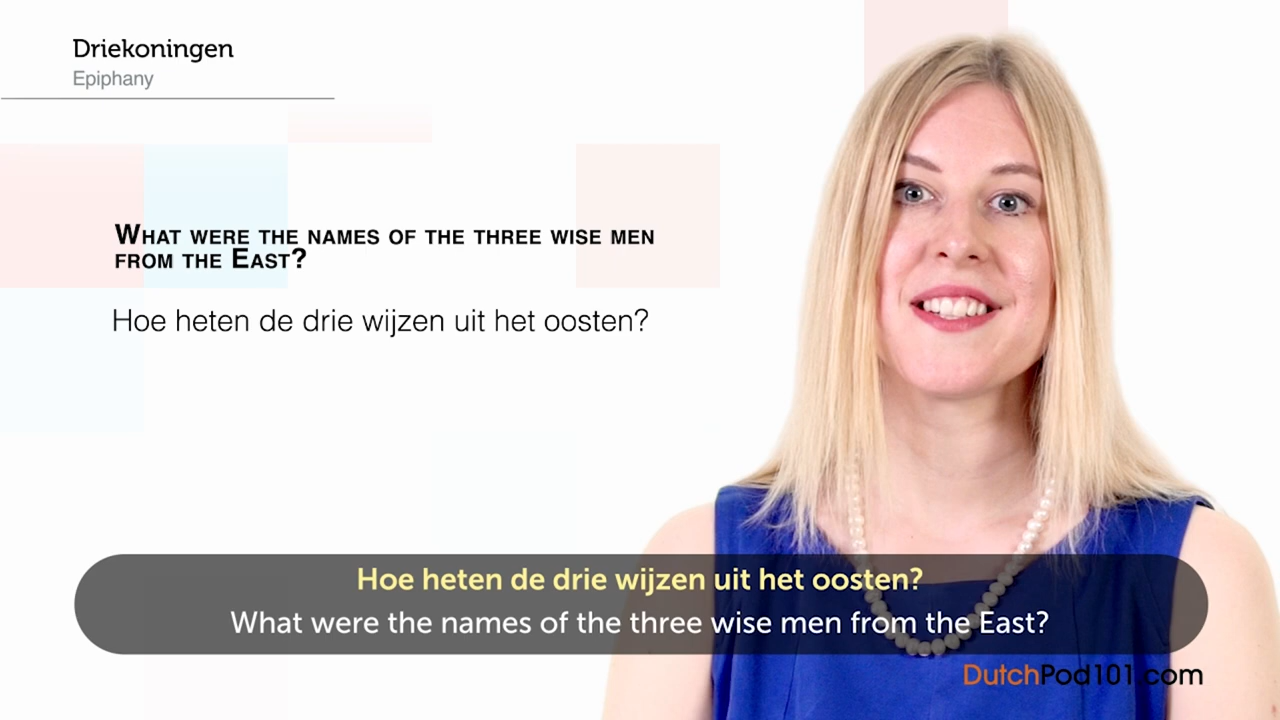 Driekoningen
Epiphany
What were the names of the three wise men
from the East?
Hoe heten de drie wijzen uit het oosten?
Hoe heten de drie wijzen uit het oosten?
What were the names of the three wise men from the East?
DutchPod101.com